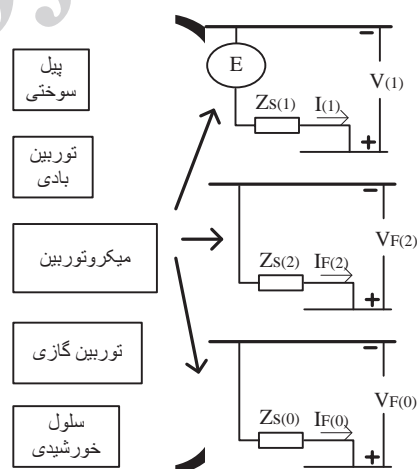 پیل
سوختی
توربین
بادی
میکروتوربین
توربین گازی
سلول
خورشیدی
E
Zs(1) I(1)
V(1)
- +
Zs(2) IF(2)
VF(2)
- +
Zs(0) IF(0)
VF(0)
- +